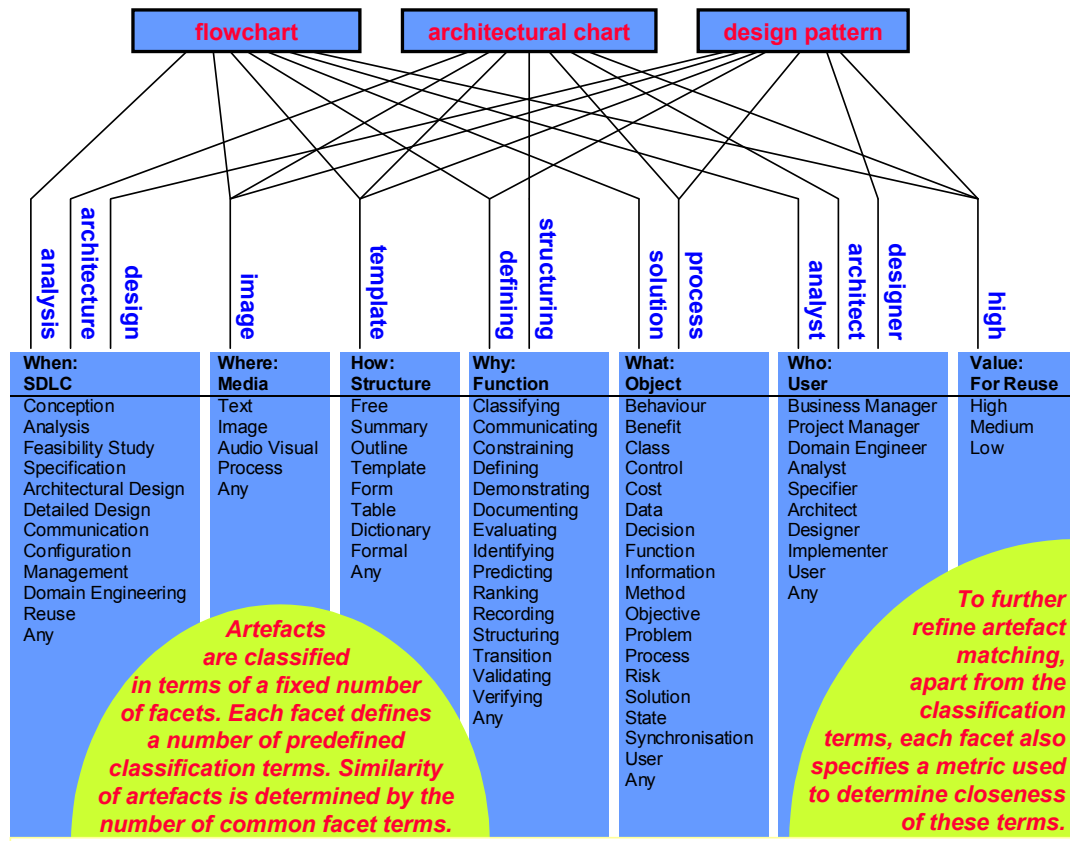 flowchart
architectural chart
design pattern
analysis
architecture
design
image
template
defining
structuring
solution
process
analyst
architect
designer
high
When:
SDLC
Conception
Analysis
Feasibility Study
Specification
Architectural Design
Detailed Design
Communication
Configuration
Management
Domain Engineering
Reuse
Any
Where:
Media
Text
Image
Audio Visual
Process
Any
How:
Structure
Free
Summary
Outline
Template
Form
Table
Dictionary
Formal
Any
Why:
Function
Classifying
Communicating
Constraining
Defining
Demonstrating
Documenting
Evaluating
Identifying
Predicting
Ranking
Recording
Structuring
Transition
Validating
Verifying
Any
What:
Object
Behaviour
Benefit
Class
Control
Cost
Data
Decision
Function
Information
Method
Objective
Problem
Process
Risk
Solution
State
Synchronisation
User
Any
Who:
User
Business Manager
Project Manager
Domain Engineer
Analyst
Specifier
Architect
Designer
Implementer
User
Any
Value:
For Reuse
High
Medium
Low
Artefacts
are classified
in terms of a fixed number
of facets. Each facet defines
a number of predefined
classification terms. Similarity
of artefacts is determined by the
number of common facet terms.
To further
refine artefact
matching,
apart from the
classification
terms, each facet also
specifies a metric used
to determine closeness
of these terms.